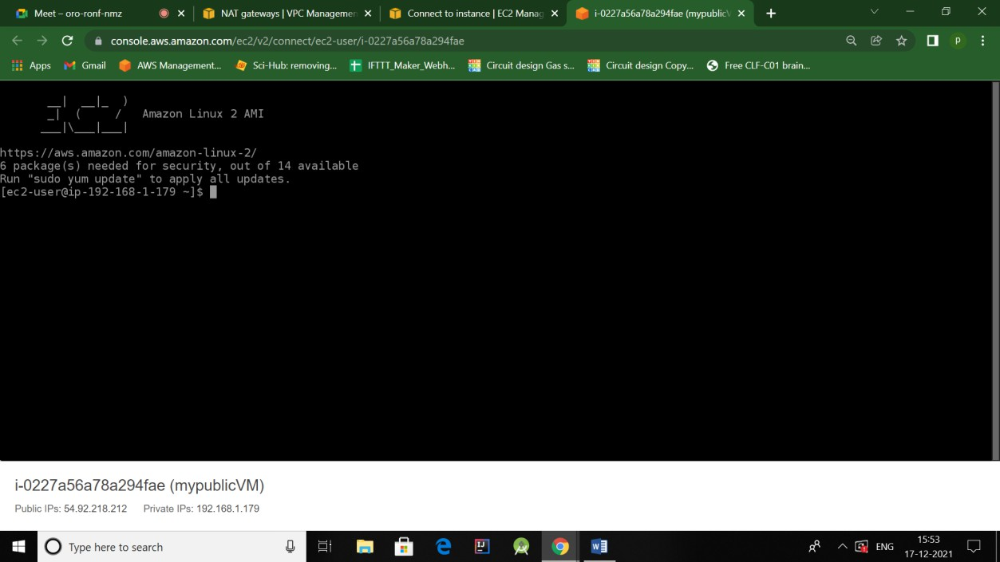 Meet – oro-ronf-nmz
NAT gateways | VPC Managemen
Connect to instance | EC2 Manag
i-0227a56a78a294fae (mypublicV
console.aws.amazon.com/ec2/v2/connect/ec2-user/i-0227a56a78a294fae
p
Apps
Gmail
AWS Management...
Sci-Hub: removing...
IFTTT_Maker_Webh...
Circuit design Gas s...
Circuit design Copy...
Free CLF-C01 brain...
__|  __|_  )
_|  (     /   Amazon Linux 2 AMI
___|\___|___|
https://aws.amazon.com/amazon-linux-2/
6 package(s) needed for security, out of 14 available
Run "sudo yum update" to apply all updates.
[ec2-user@ip-192-168-1-179 ~]$
i-0227a56a78a294fae (mypublicVM)
Public IPs: 54.92.218.212 Private IPs: 192.168.1.179
Type here to search
ENG
15:53
17-12-2021